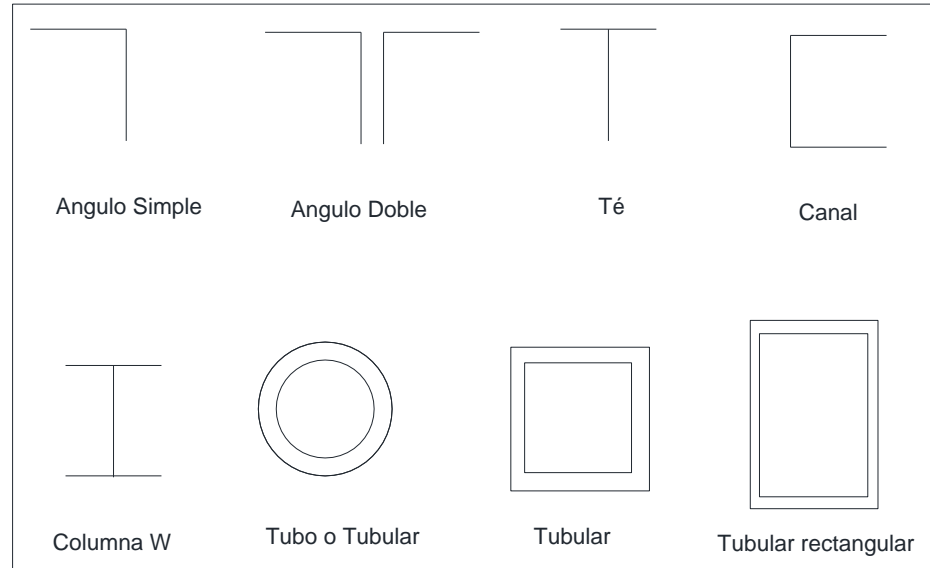 Angulo Simple
Angulo Doble
Té
Canal
Columna W
Tubo o Tubular
Tubular
Tubular rectangular